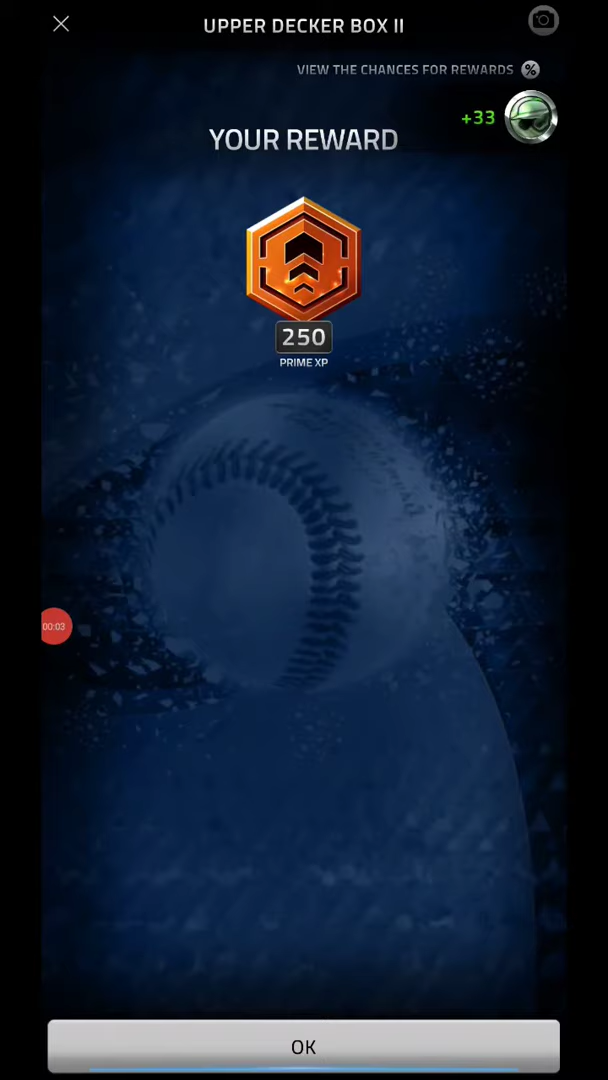 UPPER DECKER BOX II
VIEW THE CHANCES FOR REWARDS %
+33
YOUR REWARD
250
PRIME XP
00:03
OK